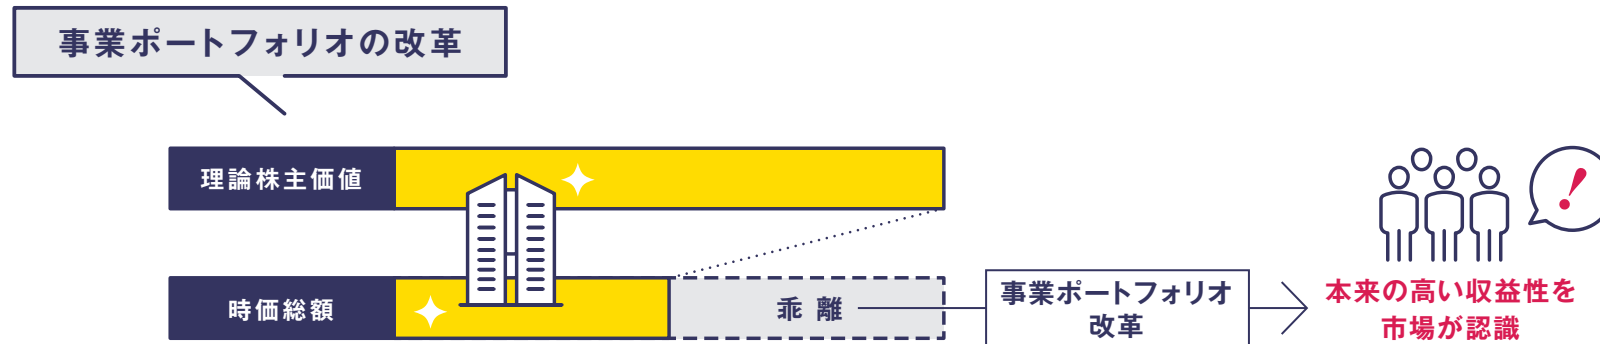 事業ポートフォリオの改革
理論株主価値
時価総額
乖離
事業ポートフォリオ
改革
本来の高い収益性を
市場が認識
!